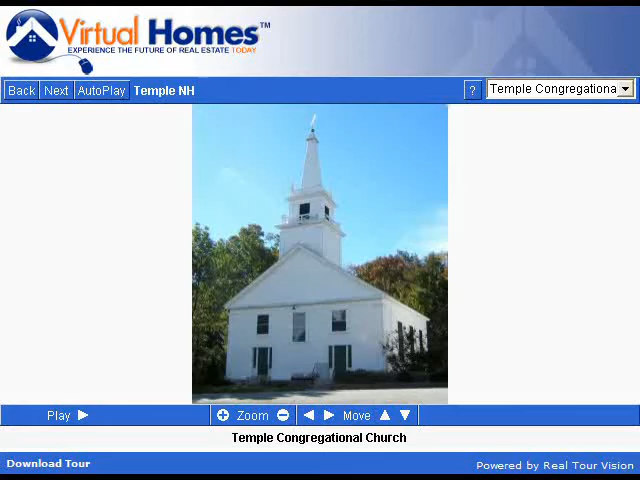 Virtual Homes™
EXPERIENCE THE FUTURE OF REAL ESTATE TODAY
Back Next AutoPlay Temple NH ? Temple Congregationa
Play Zoom Move
Temple Congregational Church
Download Tour Powered by Real Tour Vision